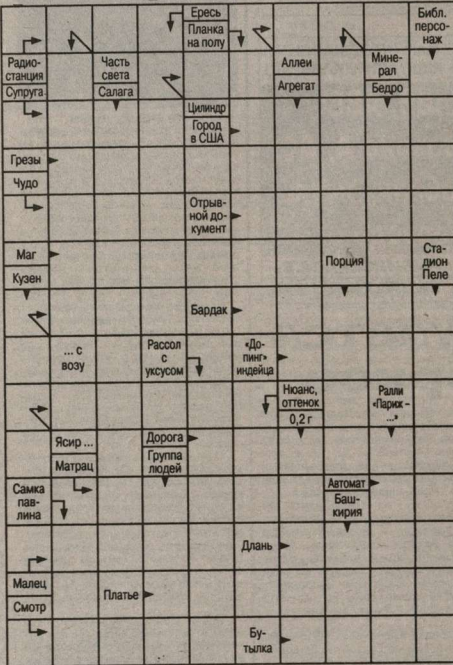 Ересь
Планка
на полу
Библ.
персо-
наж
Радио-
станция
Супруга
Часть
света
Салага
Аллеи
Агрегат
Мине-
рал
Бедро
Цилиндр
Город
в США
Грезы
Чудо
Отрыв-
ной до-
кумент
Маг
Кузен
Порция
Ста-
дион
Пеле
Бардак
... с
возу
Рассол
с
уксусом
«До-
пинг»
индейца
Нюанс,
оттенок
0,2 г
Ралли
«Париж –
...»
Ясир ...
Матрац
Дорога
Группа
людей
Самка
пав-
лина
Автомат
Баш-
кирия
Длань
Малец
Смотр
Платье
Бу-
тылка